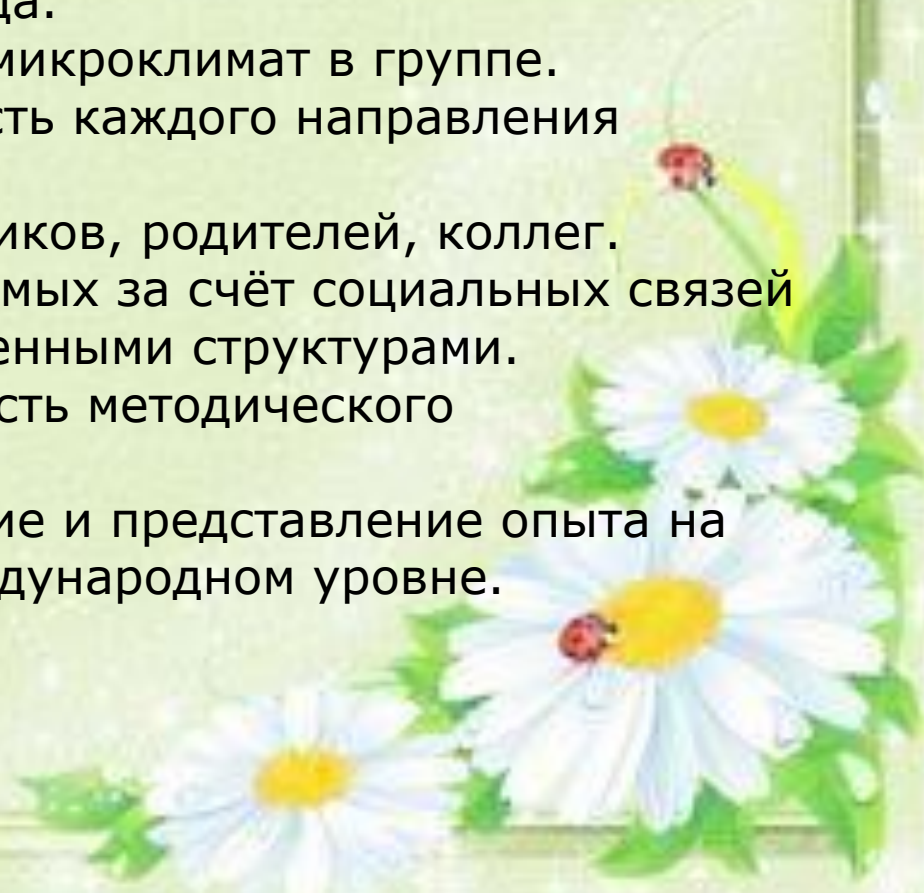 да.
микроклимат в группе.
сть каждого направления
иков, родителей, коллег.
мых за счёт социальных связей
енными структурами.
сть методического
ие и представление опыта на
дународном уровне.